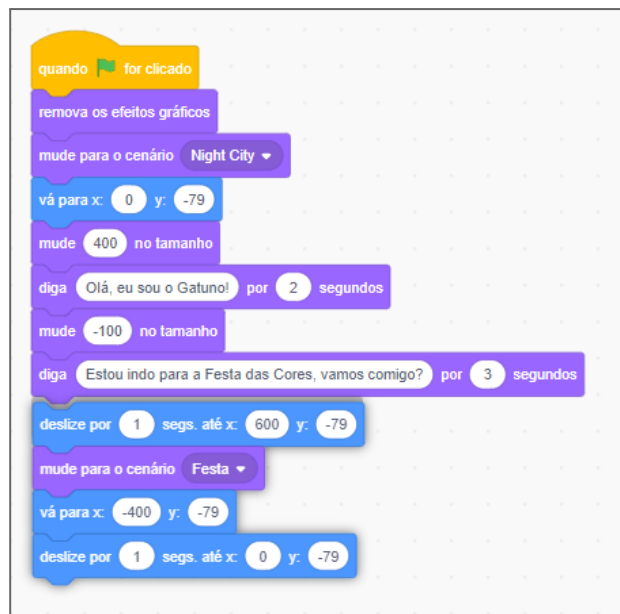 quando for clicado
remova os efeitos gráficos
mude para o cenário Night City
vá para x: 0 y: -79
mude 400 no tamanho
diga Olá, eu sou o Gatuno! por 2 segundos
mude -100 no tamanho
diga Estou indo para a Festa das Cores, vamos comigo? por 3 segundos
deslize por 1 segs. até x: 600 y: -79
mude para o cenário Festa
vá para x: -400 y: -79
deslize por 1 segs. até x: 0 y: -79